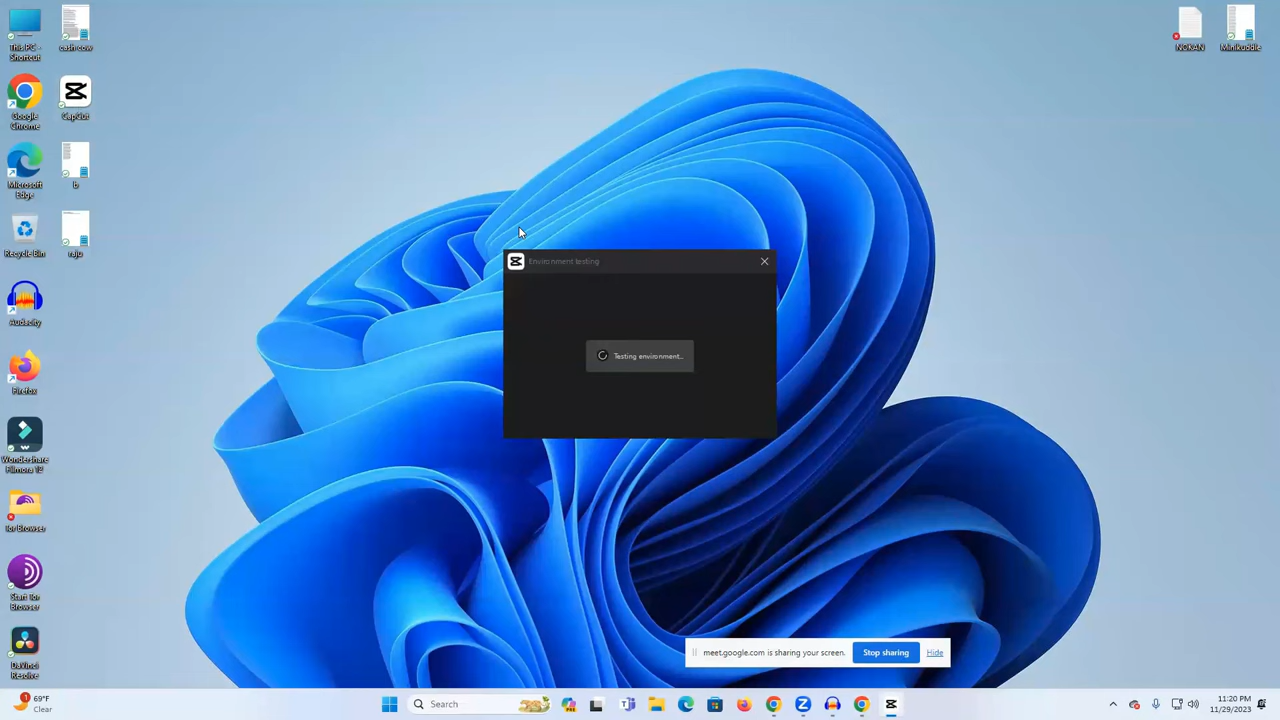 This PC -
Shortcut
cash cow
NOKAN
Minikuddle
Google
Chrome
CapCut
Microsoft
Edge
b
Recycle Bin
raju
Environment testing
Testing environment...
Audacity
Firefox
Wondershare
Filmora 12
Tor Browser
Start Tor
Browser
DaVinci
Resolve
meet.google.com is sharing your screen.
Stop sharing
Hide
1
69°F
Clear
Search
11:20 PM
11/29/2023